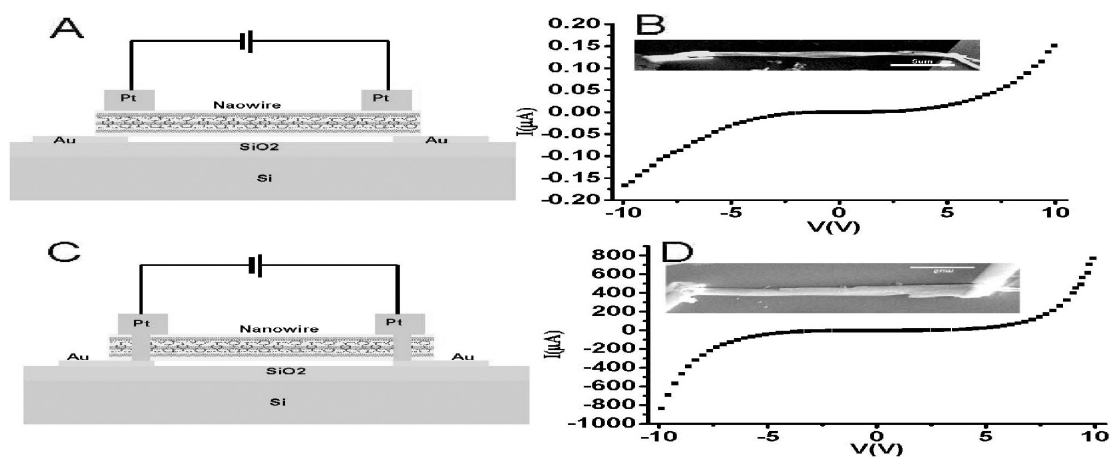 A
Pt
Pt
Naowire
Au
Au
SiO2
Si
B
0.20
0.15
0.10
0.05
0.00
-0.05
-0.10
-0.15
-0.20
I(μA)
5um
-10
-5
0
5
10
V(V)
C
Pt
Pt
Nanowire
Au
Au
SiO2
Si
D
800
600
400
200
0
-200
-400
-600
-800
-1000
I(μA)
-10
-5
0
5
10
V(V)